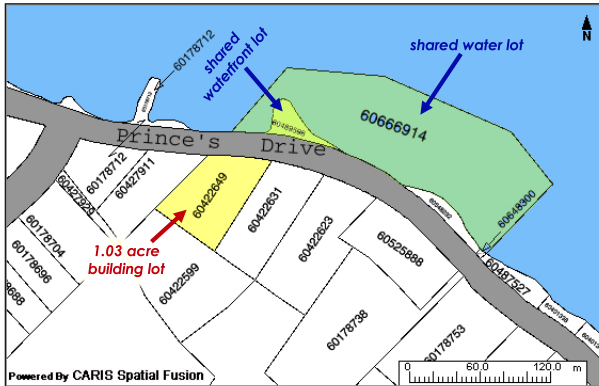 60178712
shared
waterfront lot
shared water lot
N
60666914
60178712
Prince's Drive
60427911
60427929
60422649
60422631
60422623
60178704
60178696
1.03 acre
building lot
60422599
60525888
60648300
60487527
60178738
60178753
0 60.0 120.0 m
Powered By CARIS Spatial Fusion